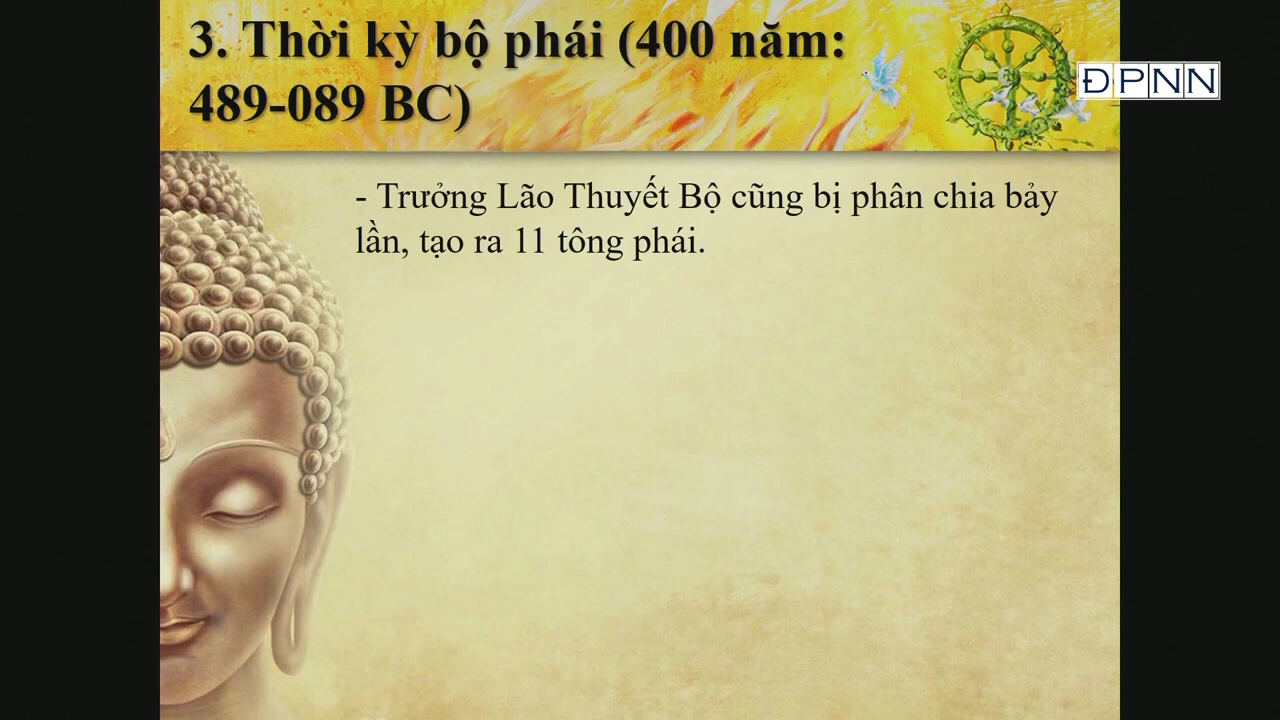 3. Thời kỳ bộ phái (400 năm:
489-089 BC)
ĐPNN
- Trưởng Lão Thuyết Bộ cũng bị phân chia bảy
lần, tạo ra 11 tông phái.